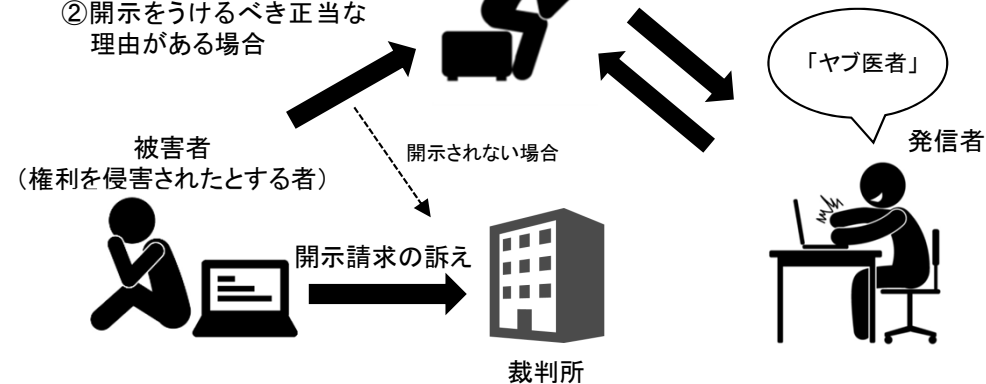 ②開示をうけるべき正当な
理由がある場合
「ヤブ医者」
発信者
被害者
（権利を侵害されたとする者）
開示されない場合
開示請求の訴え
裁判所